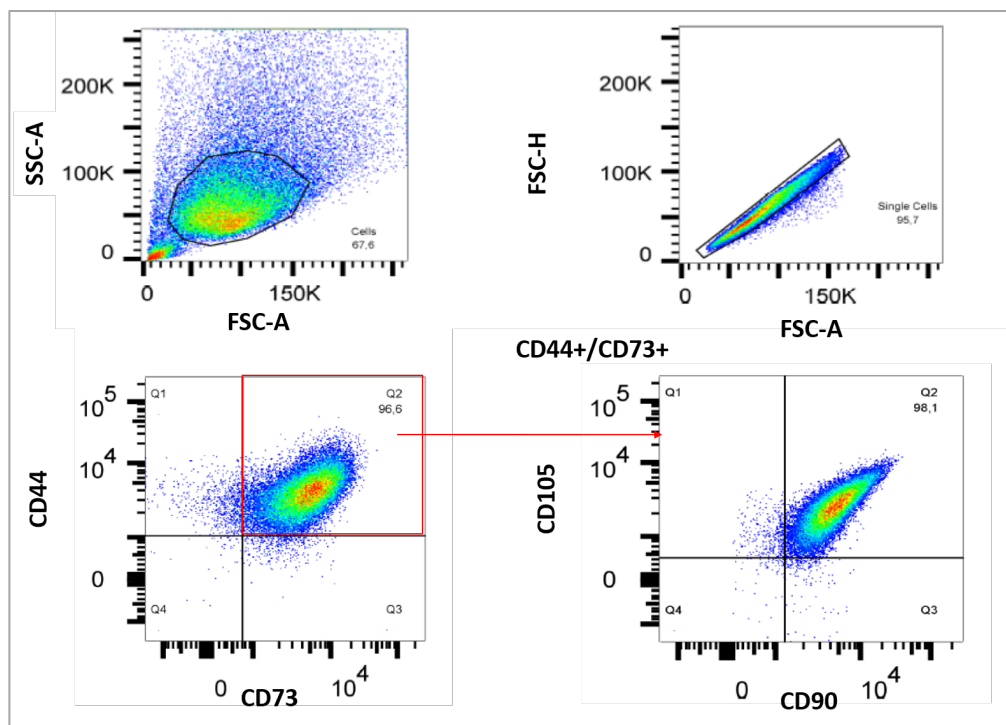 SSC-A
200K
100K
0
Cells
67,6
0
150K
FSC-A
FSC-H
200K
100K
0
Single Cells
95,7
0
150K
FSC-A
CD44+/CD73+
CD44
10^5
10^4
0
Q1
Q2
96,6
Q4
Q3
0
10^4
CD73
CD105
10^5
10^4
0
Q1
Q2
98,1
Q4
Q3
0
10^4
CD90